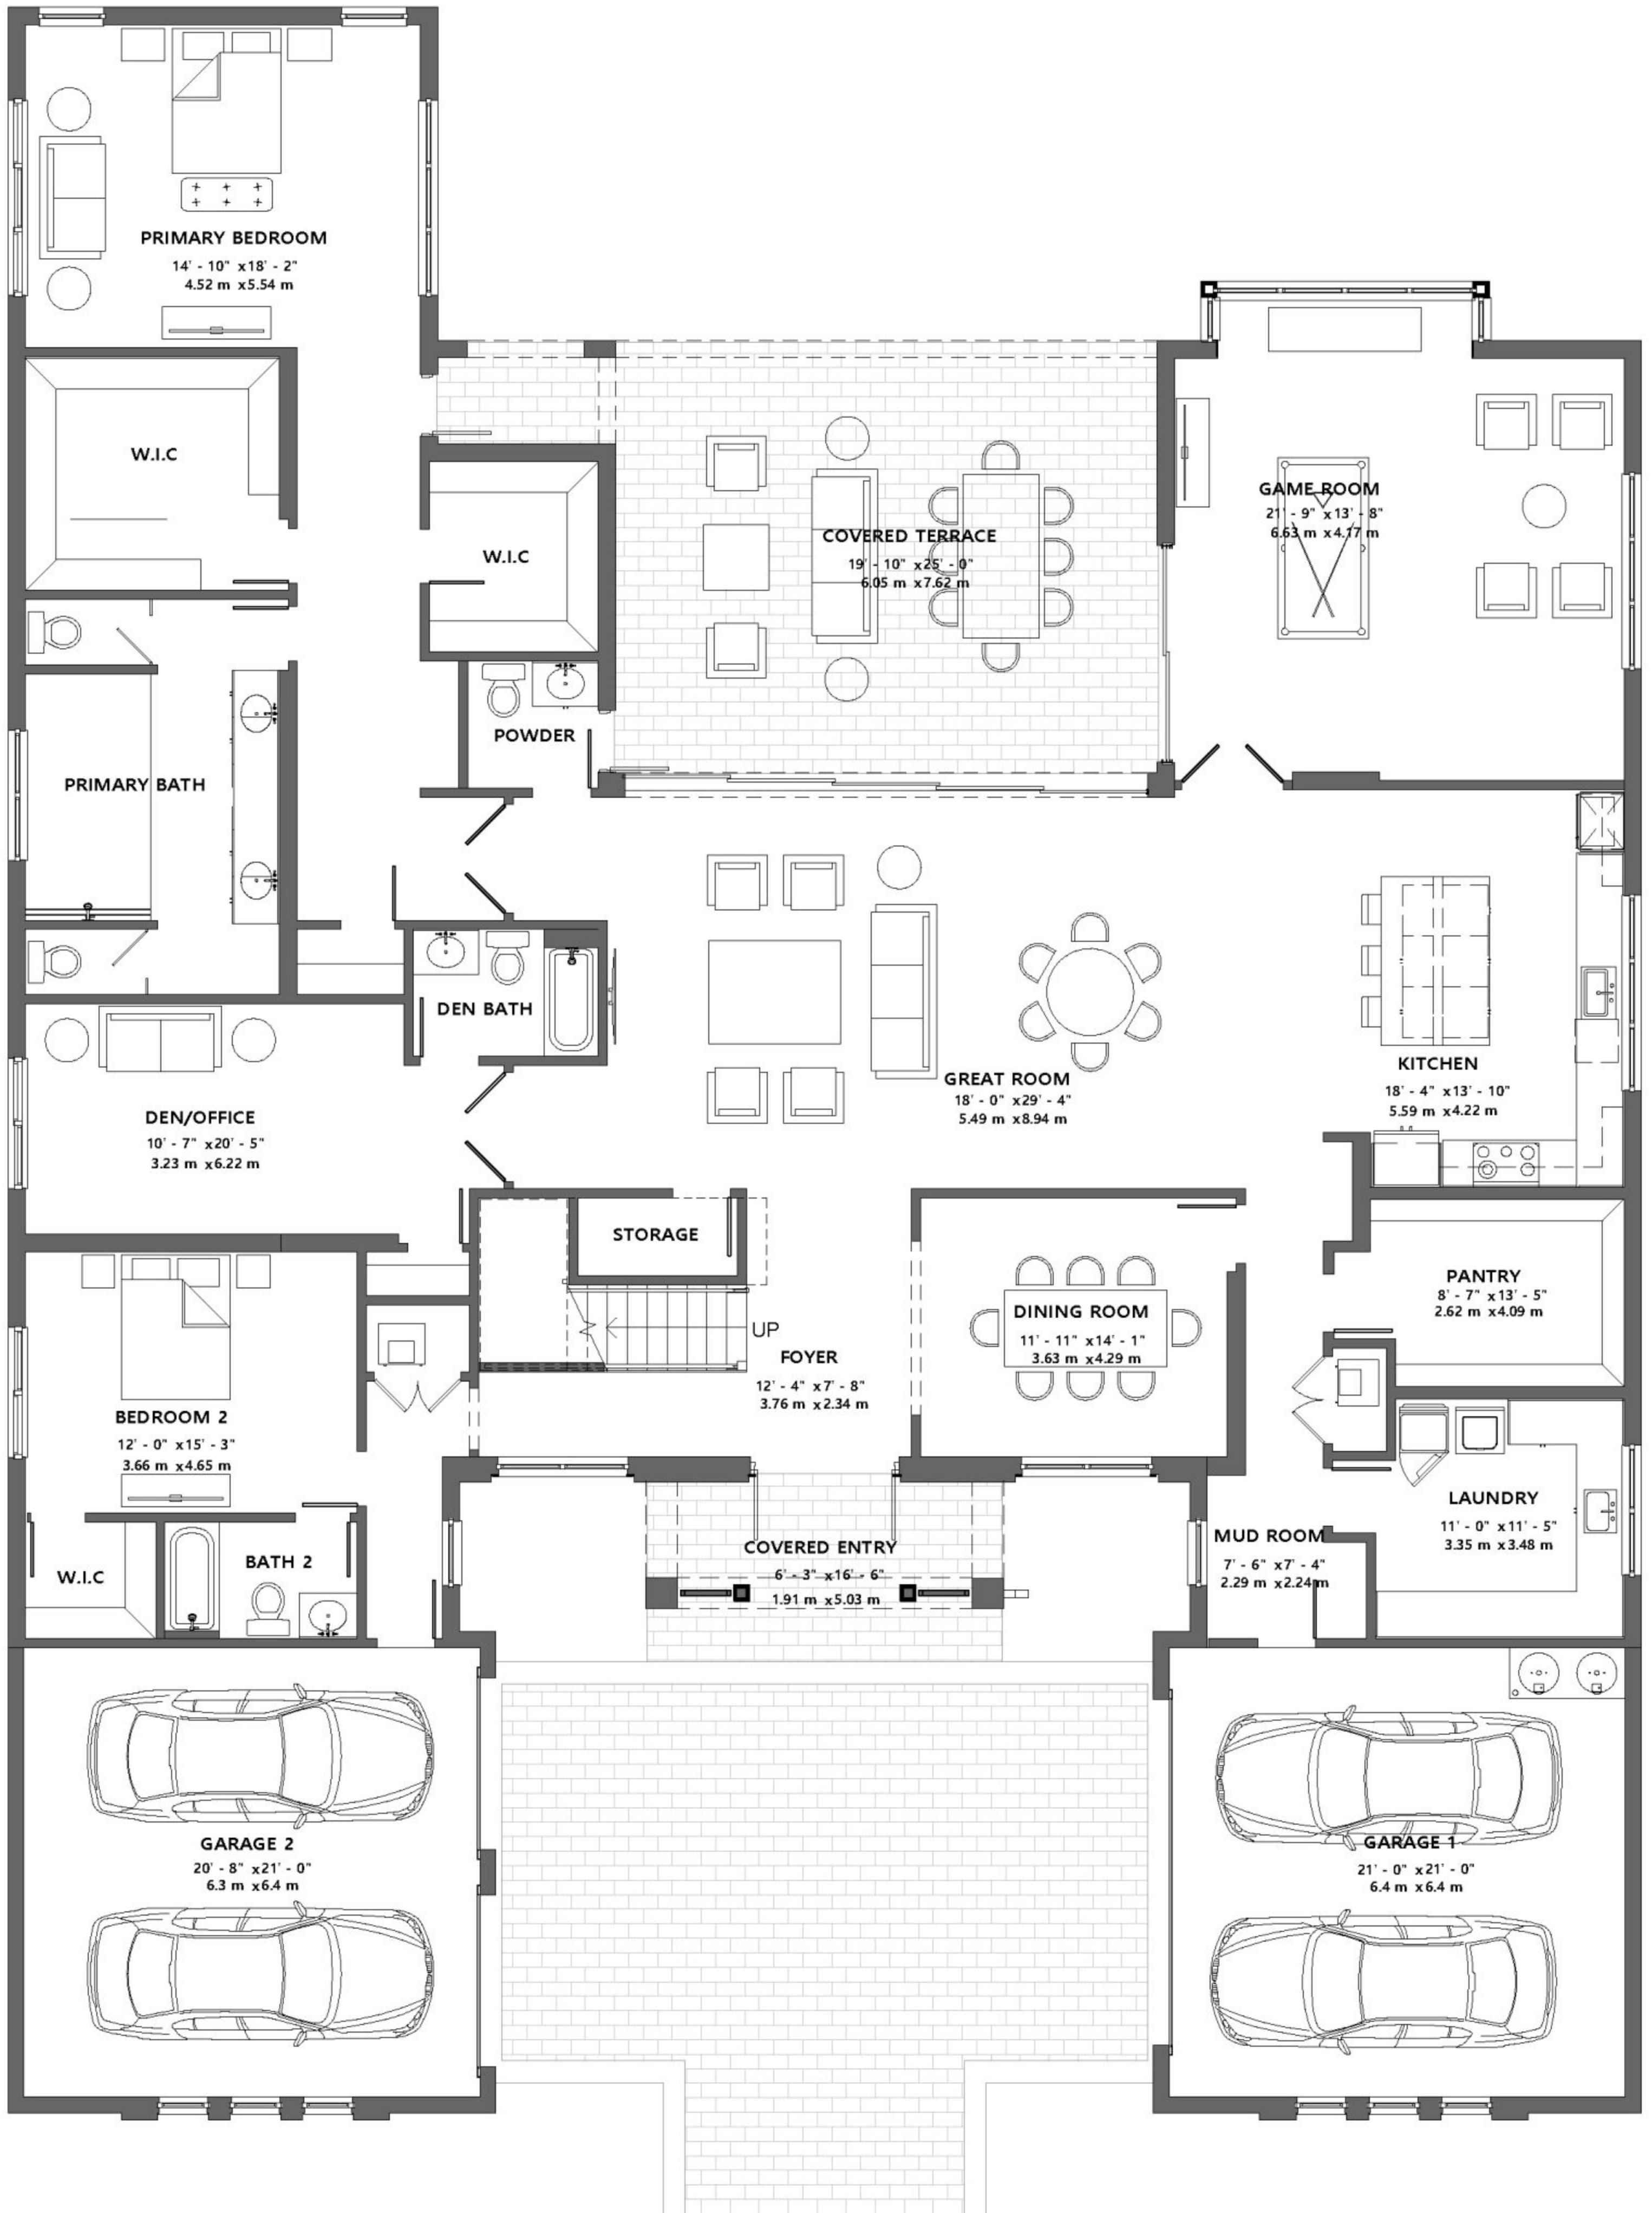 PRIMARY BEDROOM
14' - 10" x18' - 2"
4.52 m x5.54 m
W.I.C
W.I.C
COVERED TERRACE
19' - 10" x25' - 0"
6.05 m x7.62 m
GAME ROOM
21' - 9" x13' - 8"
6.63 m x4.17 m
POWDER
PRIMARY BATH
DEN BATH
GREAT ROOM
18' - 0" x29' - 4"
5.49 m x8.94 m
KITCHEN
18' - 4" x13' - 10"
5.59 m x4.22 m
DEN/OFFICE
10' - 7" x20' - 5"
3.23 m x6.22 m
STORAGE
PANTRY
8' - 7" x13' - 5"
2.62 m x4.09 m
DINING ROOM
11' - 11" x14' - 1"
3.63 m x4.29 m
UP
FOYER
12' - 4" x7' - 8"
3.76 m x2.34 m
BEDROOM 2
12' - 0" x15' - 3"
3.66 m x4.65 m
LAUNDRY
11' - 0" x11' - 5"
3.35 m x3.48 m
MUD ROOM
7' - 6" x7' - 4"
2.29 m x2.24 m
COVERED ENTRY
6' - 3" x16' - 6"
1.91 m x5.03 m
BATH 2
W.I.C
GARAGE 2
20' - 8" x21' - 0"
6.3 m x6.4 m
GARAGE 1
21' - 0" x21' - 0"
6.4 m x6.4 m